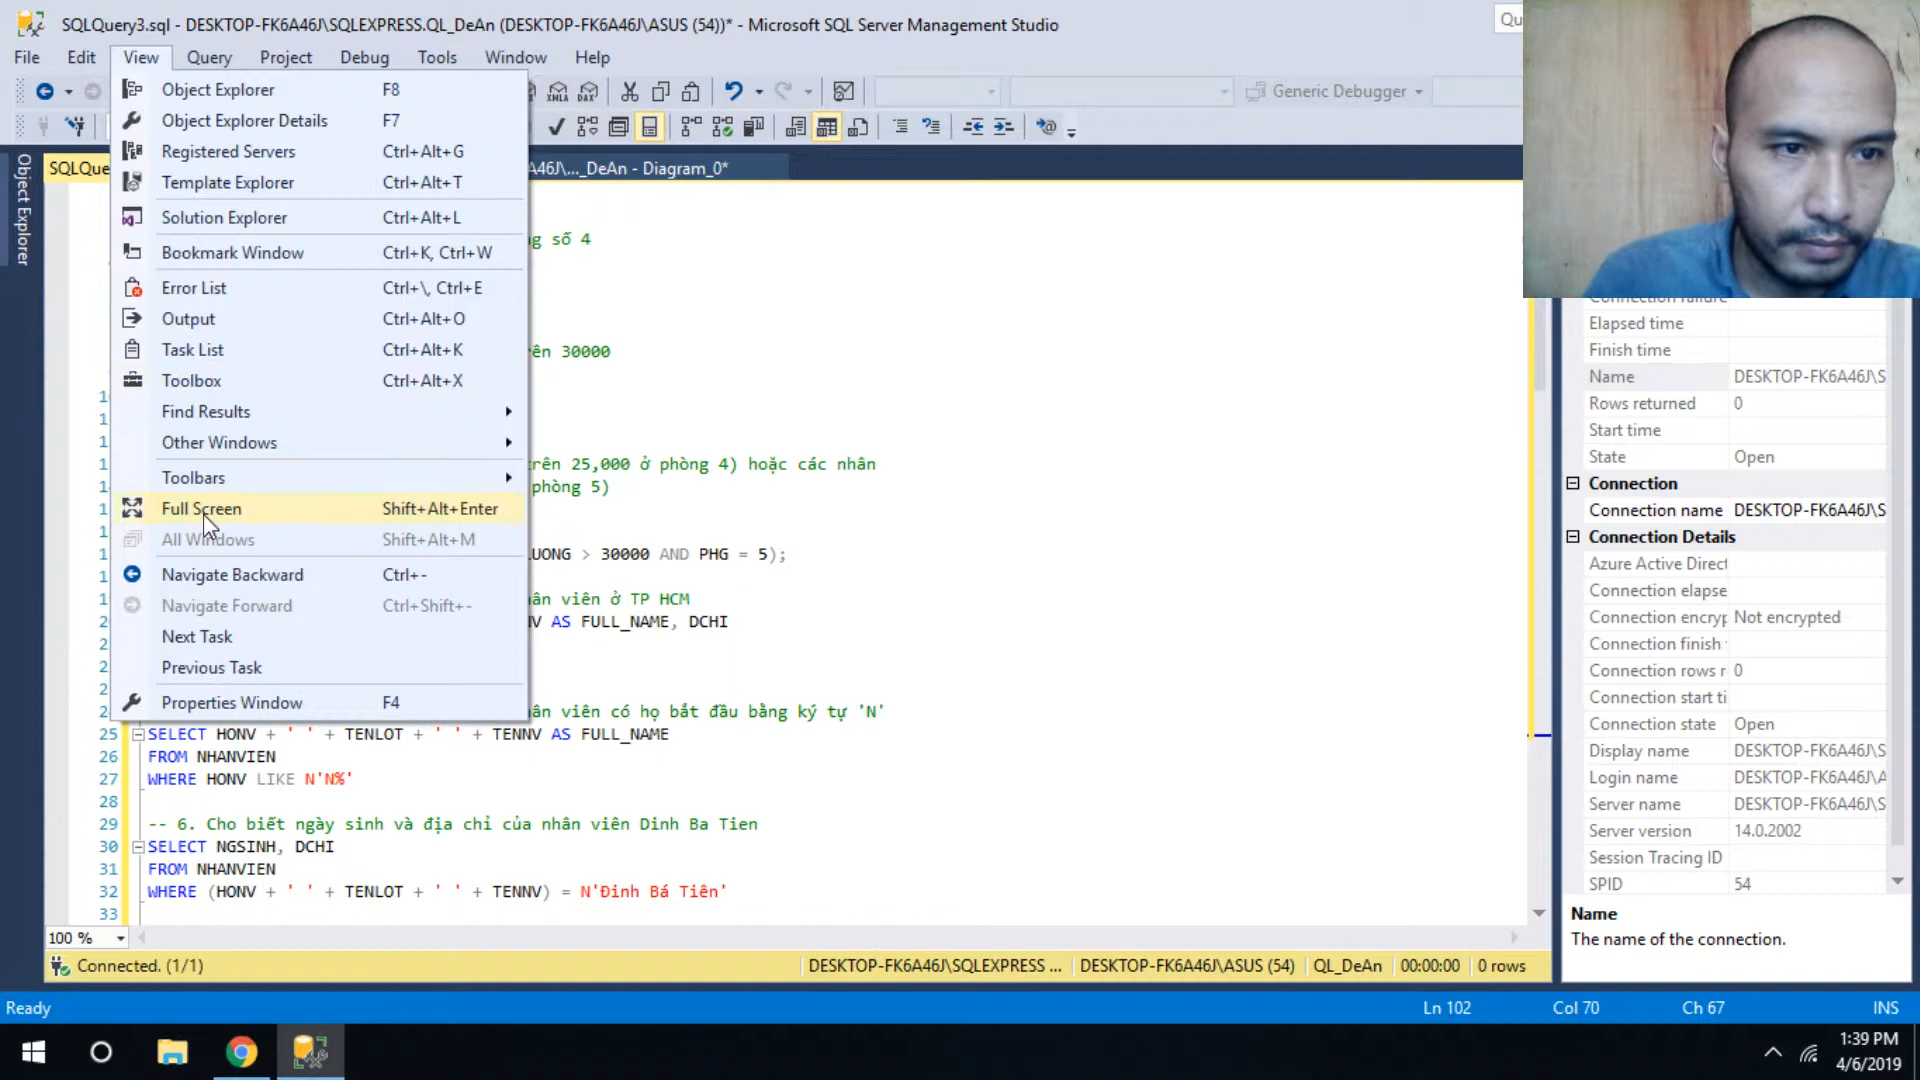 SQLQuery3.sql - DESKTOP-FK6A46J\SQLEXPRESS.QL_DeAn (DESKTOP-FK6A46J\ASUS (54))* - Microsoft SQL Server Management Studio
Qu
File Edit View Query Project Debug Tools Window Help
Generic Debugger
XMLA DAX
Object Explorer F8
Object Explorer Details F7
Registered Servers Ctrl+Alt+G
Template Explorer Ctrl+Alt+T
Solution Explorer Ctrl+Alt+L
Bookmark Window Ctrl+K, Ctrl+W
Error List Ctrl+\, Ctrl+E
Output Ctrl+Alt+O
Task List Ctrl+Alt+K
Toolbox Ctrl+Alt+X
Find Results
Other Windows
Toolbars
Full Screen Shift+Alt+Enter
All Windows Shift+Alt+M
Navigate Backward Ctrl+-
Navigate Forward Ctrl+Shift+-
Next Task
Previous Task
Properties Window F4
Object Explorer
SQLQue
A46J\..._DeAn - Diagram_0*
g số 4
ên 30000
rên 25,000 ở phòng 4) hoặc các nhân
phòng 5)
UONG > 30000 AND PHG = 5);
ân viên ở TP HCM
V AS FULL_NAME, DCHI
ân viên có họ bắt đầu bằng ký tự 'N'
25 SELECT HONV + ' ' + TENLOT + ' ' + TENNV AS FULL_NAME
26 FROM NHANVIEN
27 WHERE HONV LIKE N'N%'
28
29 -- 6. Cho biết ngày sinh và địa chỉ của nhân viên Dinh Ba Tien
30 SELECT NGSINH, DCHI
31 FROM NHANVIEN
32 WHERE (HONV + ' ' + TENLOT + ' ' + TENNV) = N'Đinh Bá Tiên'
33
100 %
Connected. (1/1) DESKTOP-FK6A46J\SQLEXPRESS ... DESKTOP-FK6A46J\ASUS (54) QL_DeAn 00:00:00 0 rows
Elapsed time
Finish time
Name DESKTOP-FK6A46J\S
Rows returned 0
Start time
State Open
Connection
Connection name DESKTOP-FK6A46J\S
Connection Details
Azure Active Direct
Connection elapse
Connection encryp Not encrypted
Connection finish
Connection rows r 0
Connection start ti
Connection state Open
Display name DESKTOP-FK6A46J\S
Login name DESKTOP-FK6A46J\A
Server name DESKTOP-FK6A46J\S
Server version 14.0.2002
Session Tracing ID
SPID 54
Name
The name of the connection.
Ready Ln 102 Col 70 Ch 67 INS
1:39 PM
4/6/2019